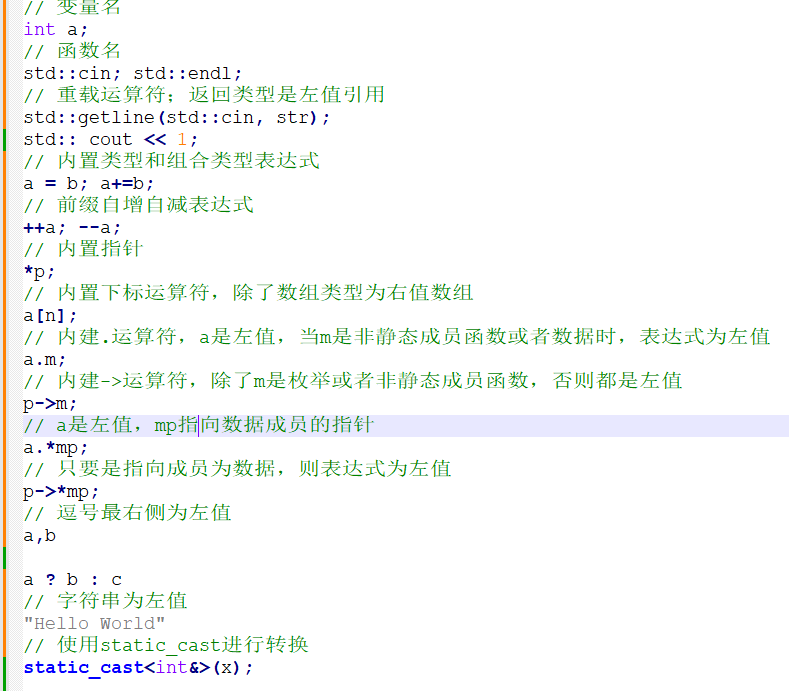 // 变量名
int a;
// 函数名
std::cin; std::endl;
// 重载运算符；返回类型是左值引用
std::getline(std::cin, str);
std:: cout << 1;
// 内置类型和组合类型表达式
a = b; a+=b;
// 前缀自增自减表达式
++a; --a;
// 内置指针
*p;
// 内置下标运算符，除了数组类型为右值数组
a[n];
// 内建.运算符，a是左值，当m是非静态成员函数或者数据时，表达式为左值
a.m;
// 内建->运算符，除了m是枚举或者非静态成员函数，否则都是左值
p->m;
// a是左值，mp指向数据成员的指针
a.*mp;
// 只要是指向成员为数据，则表达式为左值
p->*mp;
// 逗号最右侧为左值
a,b
a ? b : c
// 字符串为左值
"Hello World"
// 使用static_cast进行转换
static_cast<int&>(x);